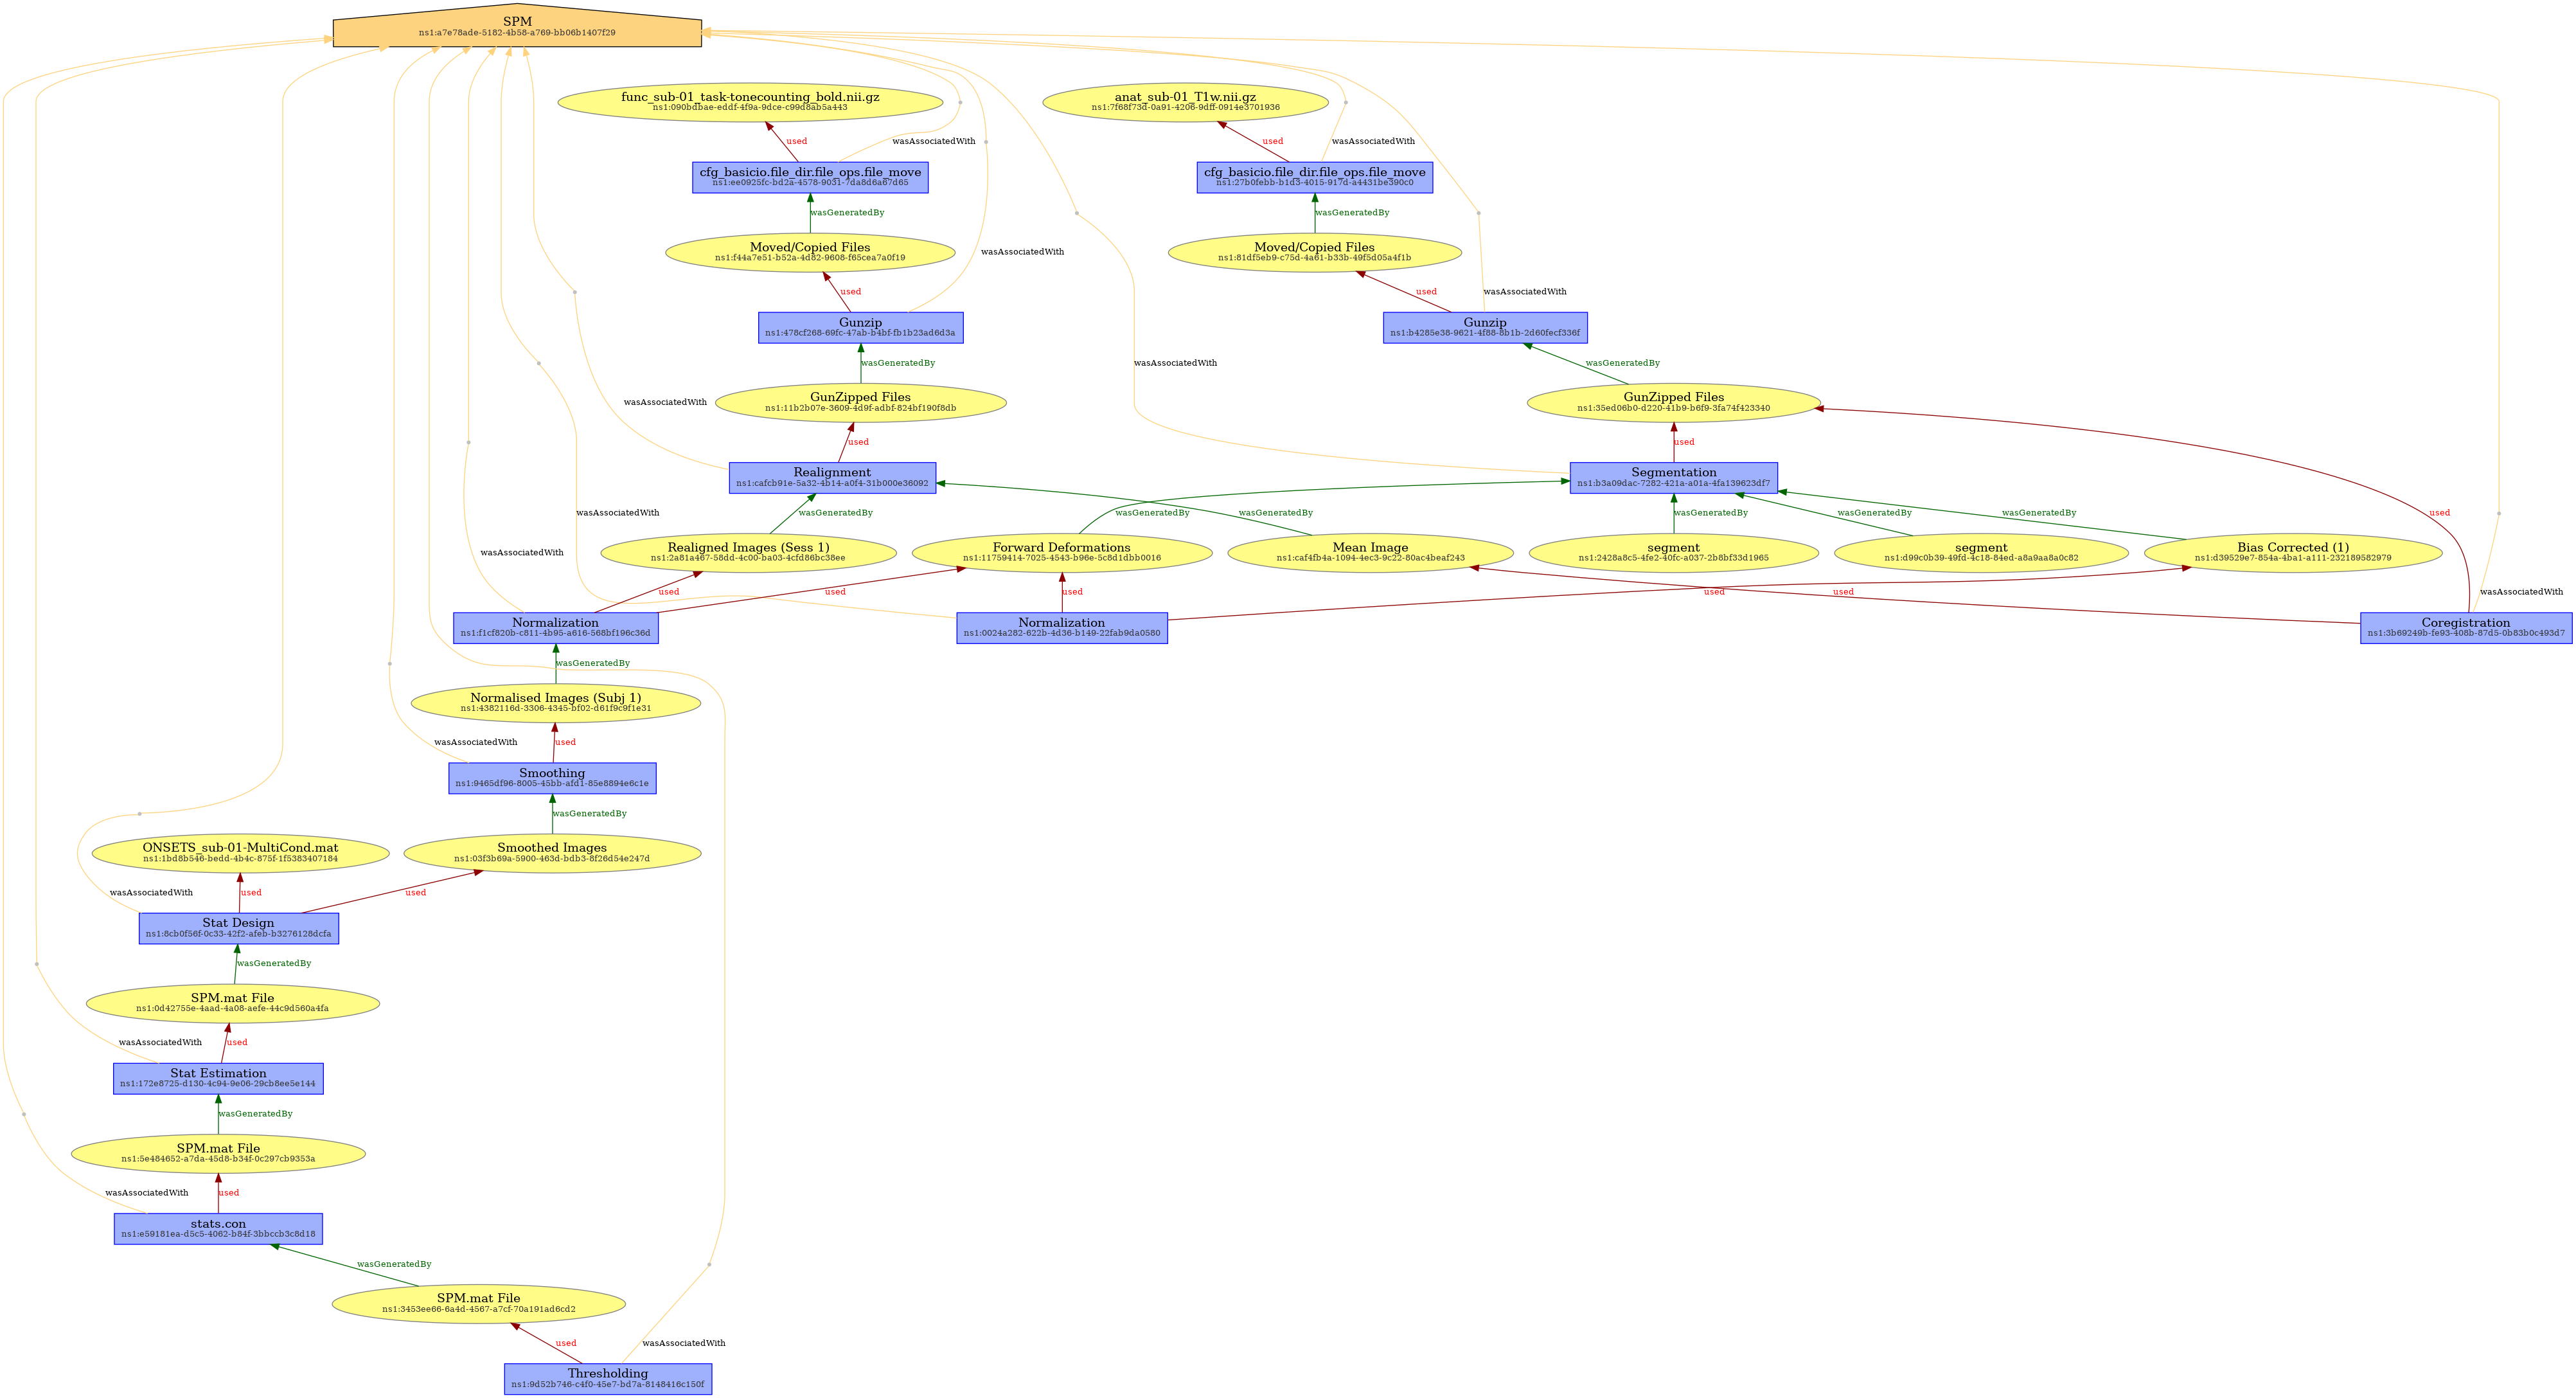 SPM
ns1:a7e78ade-5182-4b58-a769-bb06b1407f29
func_sub-01_task-tonecounting_bold.nii.gz
ns1:090bdbae-eddf-4f9a-9dce-c99d8ab5a443
anat_sub-01_T1w.nii.gz
ns1:7f68f73d-0a91-4206-9dff-0914e3701936
used
wasAssociatedWith
used
wasAssociatedWith
cfg_basicio.file_dir.file_ops.file_move
ns1:ee0925fc-bd2a-4578-9031-7da8d6a67d65
cfg_basicio.file_dir.file_ops.file_move
ns1:27b0febb-b1d3-4015-917d-a4431be390c0
wasGeneratedBy
wasGeneratedBy
Moved/Copied Files
ns1:f44a7e51-b52a-4d82-9608-f65cea7a0f19
Moved/Copied Files
ns1:81df5eb9-c75d-4a61-b33b-49f5d05a4f1b
wasAssociatedWith
used
used
wasAssociatedWith
Gunzip
ns1:478cf268-69fc-47ab-b4bf-fb1b23ad6d3a
Gunzip
ns1:b4285e38-9621-4f88-8b1b-2d60fecf336f
wasGeneratedBy
wasAssociatedWith
wasGeneratedBy
GunZipped Files
ns1:11b2b07e-3609-4d9f-adbf-824bf190f8db
GunZipped Files
ns1:35ed06b0-d220-41b9-b6f9-3fa74f423340
wasAssociatedWith
used
used
Realignment
ns1:cafcb91e-5a32-4b14-a0f4-31b000e36092
Segmentation
ns1:b3a09dac-7282-421a-a01a-4fa139623df7
wasAssociatedWith
wasGeneratedBy
wasGeneratedBy
wasGeneratedBy
wasGeneratedBy
wasGeneratedBy
wasGeneratedBy
used
Realigned Images (Sess 1)
ns1:2a81a467-58dd-4c00-ba03-4cfd86bc38ee
Forward Deformations
ns1:11759414-7025-4543-b96e-5c8d1dbb0016
Mean Image
ns1:caf4fb4a-1094-4ec3-9c22-80ac4beaf243
segment
ns1:2428a8c5-4fe2-40fc-a037-2b8bf33d1965
segment
ns1:d99c0b39-49fd-4c18-84ed-a8a9aa8a0c82
Bias Corrected (1)
ns1:d39529e7-854a-4ba1-a111-232189582979
wasAssociatedWith
used
used
used
used
used
wasAssociatedWith
Normalization
ns1:f1cf820b-c811-4b95-a616-568bf196c36d
Normalization
ns1:0024a282-622b-4d36-b149-22fab9da0580
Coregistration
ns1:3b69249b-fe93-408b-87d5-0b83b0c493d7
wasGeneratedBy
Normalised Images (Subj 1)
ns1:4382116d-3306-4345-bf02-d61f9c9f1e31
wasAssociatedWith
used
Smoothing
ns1:9465df96-8005-45bb-afd1-85e8894e6c1e
wasGeneratedBy
ONSETS_sub-01-MultiCond.mat
ns1:1bd8b546-bedd-4b4c-875f-1f5383407184
Smoothed Images
ns1:03f3b69a-5900-463d-bdb3-8f26d54e247d
wasAssociatedWith
used
used
Stat Design
ns1:8cb0f56f-0c33-42f2-afeb-b3276128dcfa
wasGeneratedBy
SPM.mat File
ns1:0d42755e-4aad-4a08-aefe-44c9d560a4fa
wasAssociatedWith
used
Stat Estimation
ns1:172e8725-d130-4c94-9e06-29cb8ee5e144
wasGeneratedBy
SPM.mat File
ns1:5e484652-a7da-45d8-b34f-0c297cb9353a
wasAssociatedWith
used
stats.con
ns1:e59181ea-d5c5-4062-b84f-3bbccb3c8d18
wasGeneratedBy
SPM.mat File
ns1:3453ee66-6a4d-4567-a7cf-70a191ad6cd2
used
wasAssociatedWith
Thresholding
ns1:9d52b746-c4f0-45e7-bd7a-8148416c150f